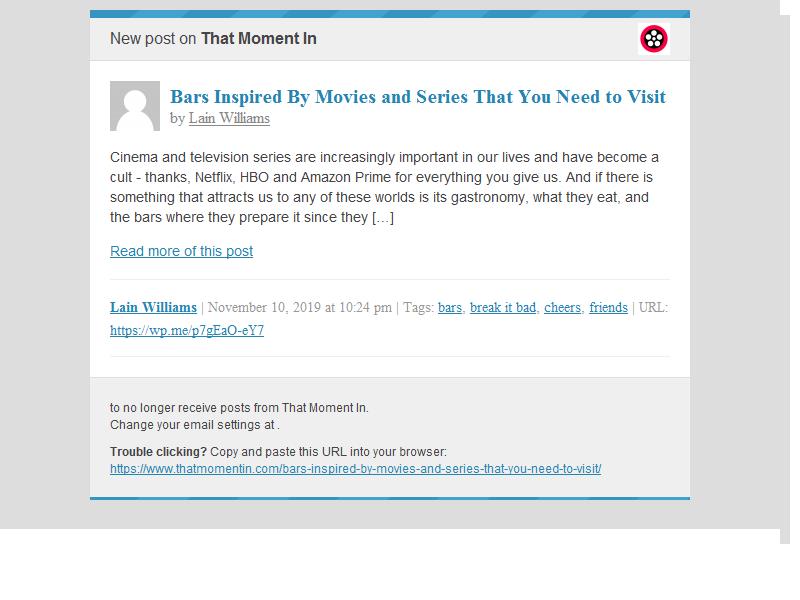 New post on That Moment In
Bars Inspired By Movies and Series That You Need to Visit
by Lain Williams
Cinema and television series are increasingly important in our lives and have become a
cult - thanks, Netflix, HBO and Amazon Prime for everything you give us. And if there is
something that attracts us to any of these worlds is its gastronomy, what they eat, and
the bars where they prepare it since they […]
Read more of this post
Lain Williams | November 10, 2019 at 10:24 pm | Tags: bars, break it bad, cheers, friends | URL:
https://wp.me/p7gEaO-eY7
to no longer receive posts from That Moment In.
Change your email settings at .
Trouble clicking? Copy and paste this URL into your browser:
https://www.thatmomentin.com/bars-inspired-by-movies-and-series-that-you-need-to-visit/